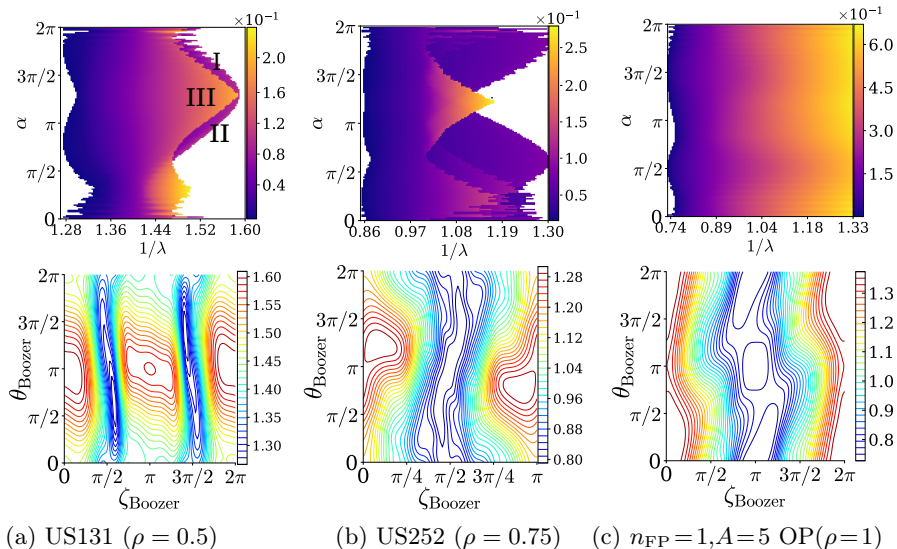 ×10⁻¹ ×10⁻¹ ×10⁻¹
2π 2π 2π
3π/2 3π/2 3π/2
π π π
π/2 π/2 π/2
0 0 0
α α α
I
III
II
2.4 2.0 1.6 1.2 0.8 0.4
2.5 2.0 1.5 1.0 0.5
6.0 4.5 3.0 1.5
1.28 1.36 1.44 1.52 1.60 0.86 0.97 1.08 1.19 1.30 0.74 0.89 1.04 1.18 1.33
1/λ 1/λ 1/λ
2π 2π 2π
3π/2 3π/2 3π/2
π π π
π/2 π/2 π/2
0 0 0
θBoozer θBoozer θBoozer
1.60 1.55 1.50 1.45 1.40 1.35 1.30
1.28 1.20 1.12 1.04 0.96 0.88 0.80
1.3 1.2 1.1 1.0 0.9 0.8
0 π/2 π 3π/2 2π 0 π/4 π/2 3π/4 π 0 π/2 π 3π/2 2π
ζBoozer ζBoozer ζBoozer
(a) US131 (ρ = 0.5) (b) US252 (ρ = 0.75) (c) nFP=1,A=5 OP(ρ=1)